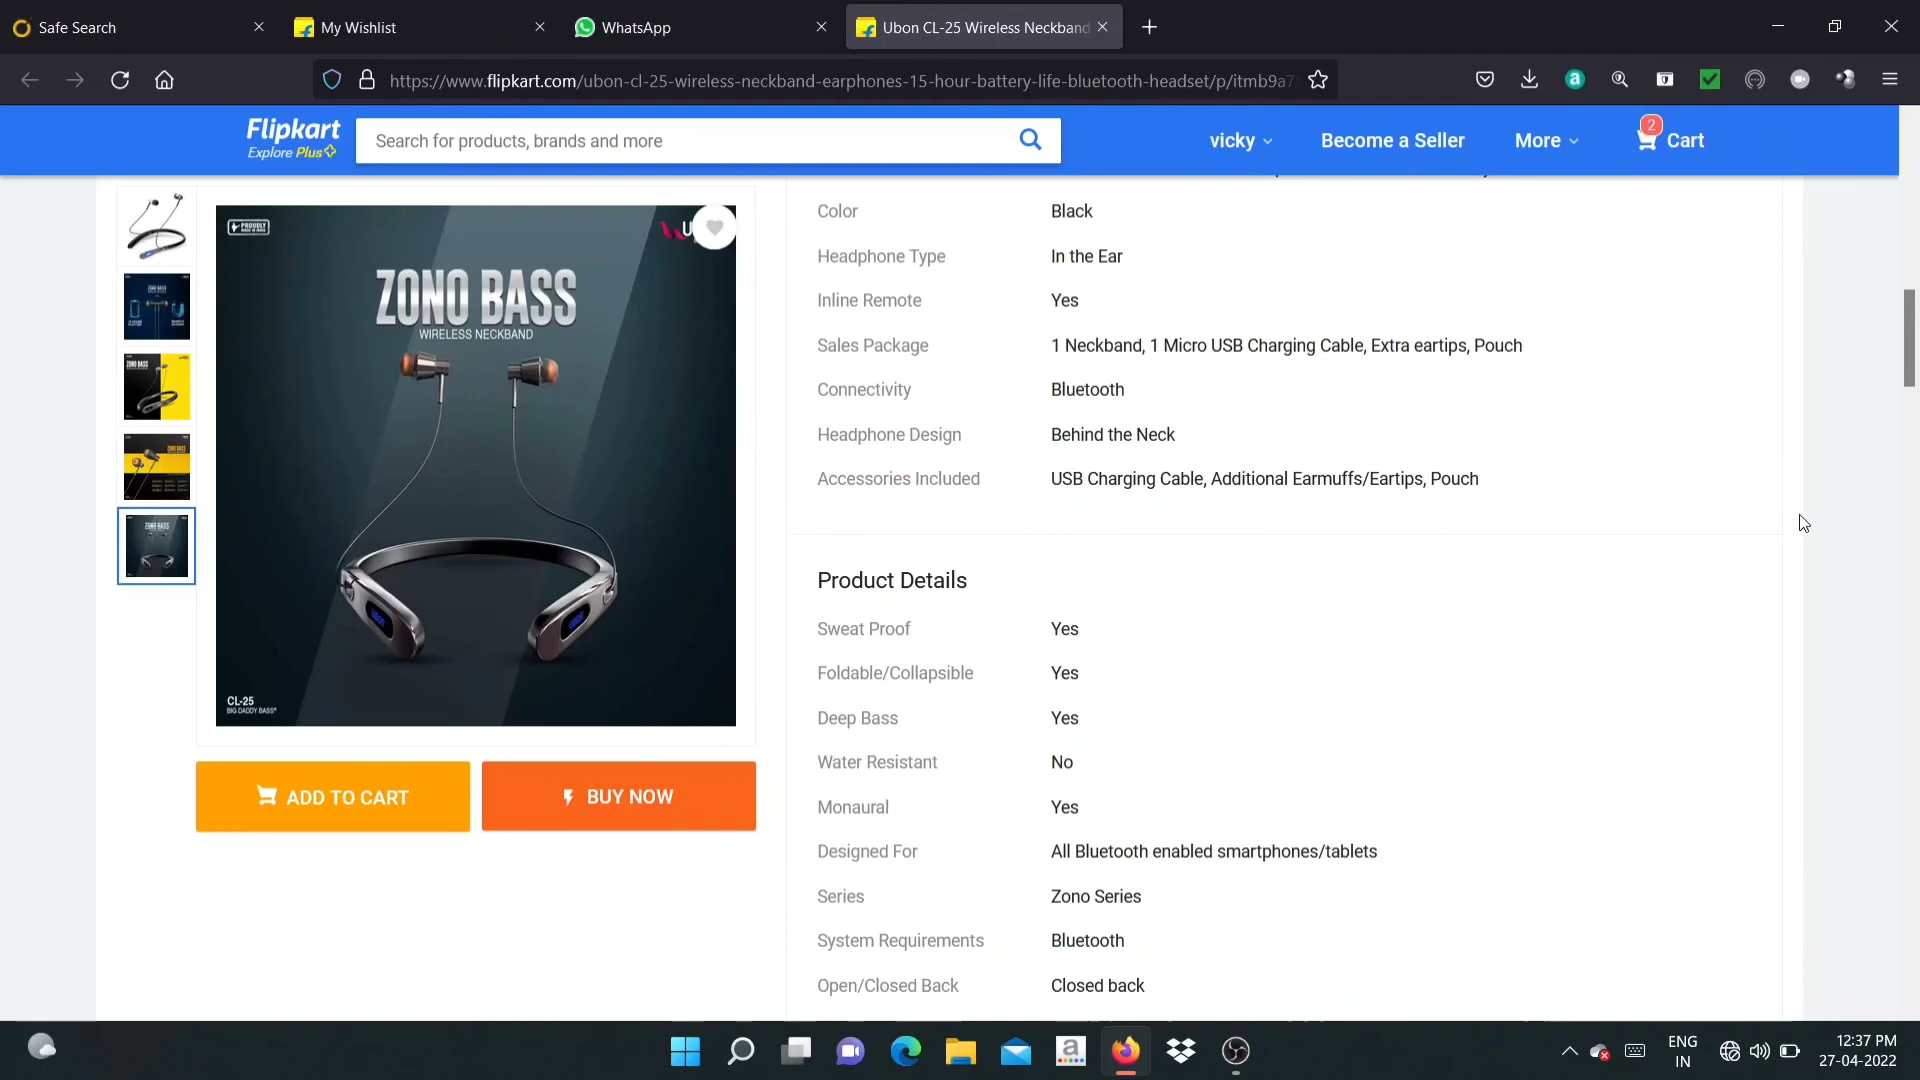 Safe Search
My Wishlist
WhatsApp
Ubon CL-25 Wireless Neckband
https://www.flipkart.com/ubon-cl-25-wireless-neckband-earphones-15-hour-battery-life-bluetooth-headset/p/itmb9a7
Flipkart
Explore Plus
Search for products, brands and more
vicky
Become a Seller
More
2
Cart
PROUDLY
ZONO BASS
WIRELESS NECKBAND
UBON
CL-25
BIG DADDY BASS
ADD TO CART
BUY NOW
Color Black
Headphone Type In the Ear
Inline Remote Yes
Sales Package 1 Neckband, 1 Micro USB Charging Cable, Extra eartips, Pouch
Connectivity Bluetooth
Headphone Design Behind the Neck
Accessories Included USB Charging Cable, Additional Earmuffs/Eartips, Pouch
Product Details
Sweat Proof Yes
Foldable/Collapsible Yes
Deep Bass Yes
Water Resistant No
Monaural Yes
Designed For All Bluetooth enabled smartphones/tablets
Series Zono Series
System Requirements Bluetooth
Open/Closed Back Closed back
ENG
IN
12:37 PM
27-04-2022